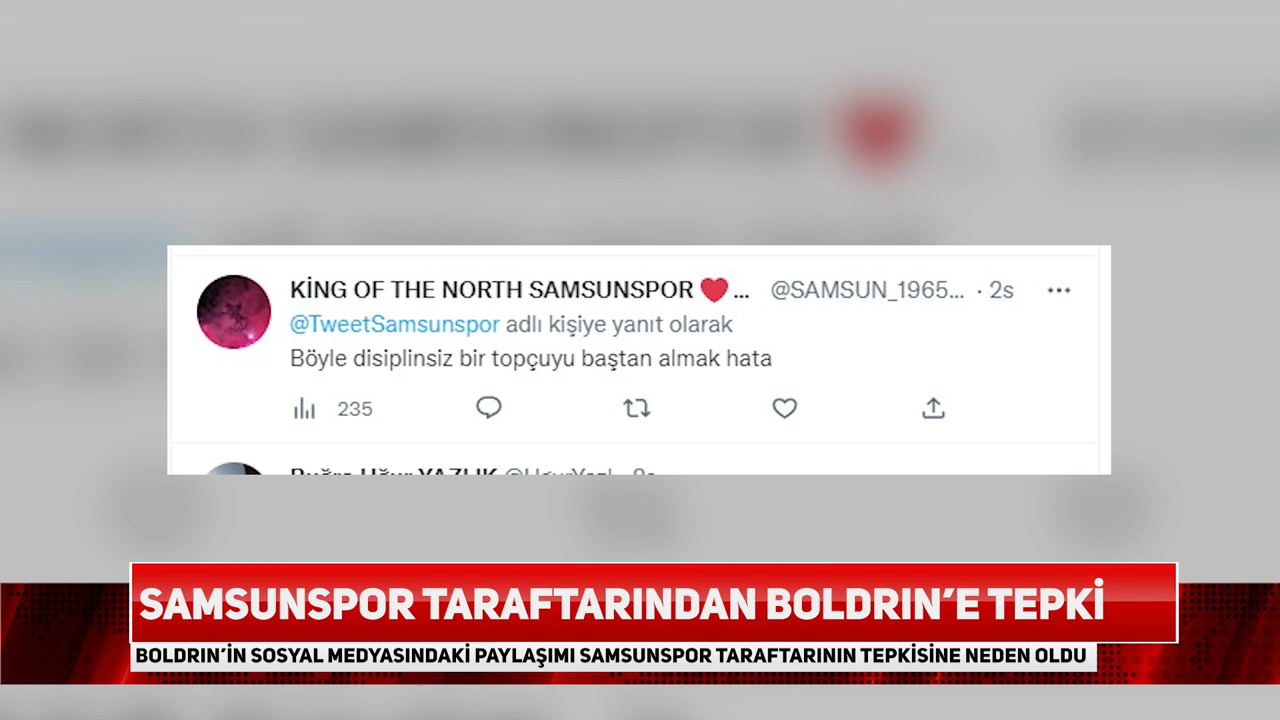 KİNG OF THE NORTH SAMSUNSPOR ❤️... @SAMSUN_1965... · 2s ···
@TweetSamsunspor adlı kişiye yanıt olarak
Böyle disiplinsiz bir topçuyu baştan almak hata
235
SAMSUNSPOR TARAFTARINDAN BOLDRIN’E TEPKİ
BOLDRIN’İN SOSYAL MEDYASINDAKİ PAYLAŞIMI SAMSUNSPOR TARAFTARININ TEPKİSİNE NEDEN OLDU